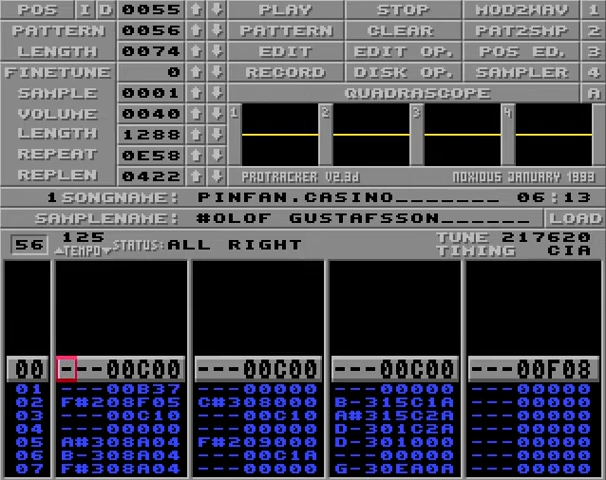 POS I D 0055 PLAY STOP MOD2WAV 1
PATTERN 0056 PATTERN CLEAR PAT2SMP 2
LENGTH 0074 EDIT EDIT OP. POS ED. 3
FINETUNE 0 RECORD DISK OP. SAMPLER 4
SAMPLE 0001 QUADRASCOPE A
VOLUME 0040 1 2 3 4
LENGTH 1288
REPEAT 0E58
REPLEN 0422 PROTRACKER V2.3D NOXIOUS JANUARY 1993
1 SONGNAME: PINFAN.CASINO_______ 06:13
SAMPLENAME: #OLOF GUSTAFSSON______ LOAD
56 125 TEMPO STATUS: ALL RIGHT TUNE 217620
TIMING CIA
00 ---00C00 ---00C00 ---00C00 ---00F08
01 ---00B37 ---00000 ---00000 ---00000
02 F#208F05 C#308000 B-315C1A ---00000
03 ---00C10 ---00C10 A#315C2A ---00000
04 ---00000 ---00000 D-301C2A ---00000
05 A#308A04 F#209000 D-301000 ---00000
06 ---00000 ---00C1A ---00000 ---00000
07 F#308A04 ---00000 G-30EA0A ---00000